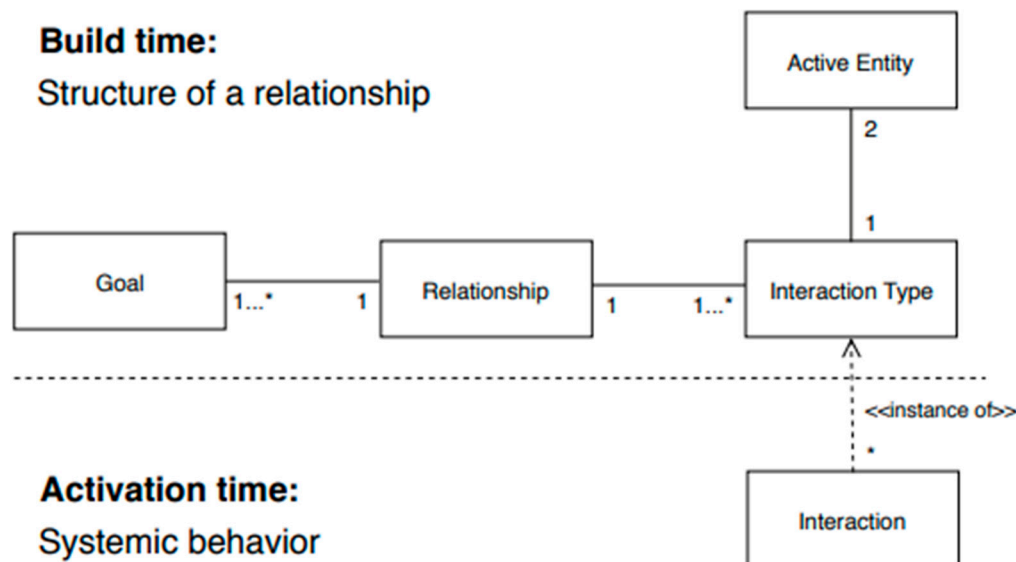 Build time:
Structure of a relationship
Active Entity
2
1
Goal
1...*
1
Relationship
1
1...*
Interaction Type
<<instance of>>
*
Activation time:
Systemic behavior
Interaction